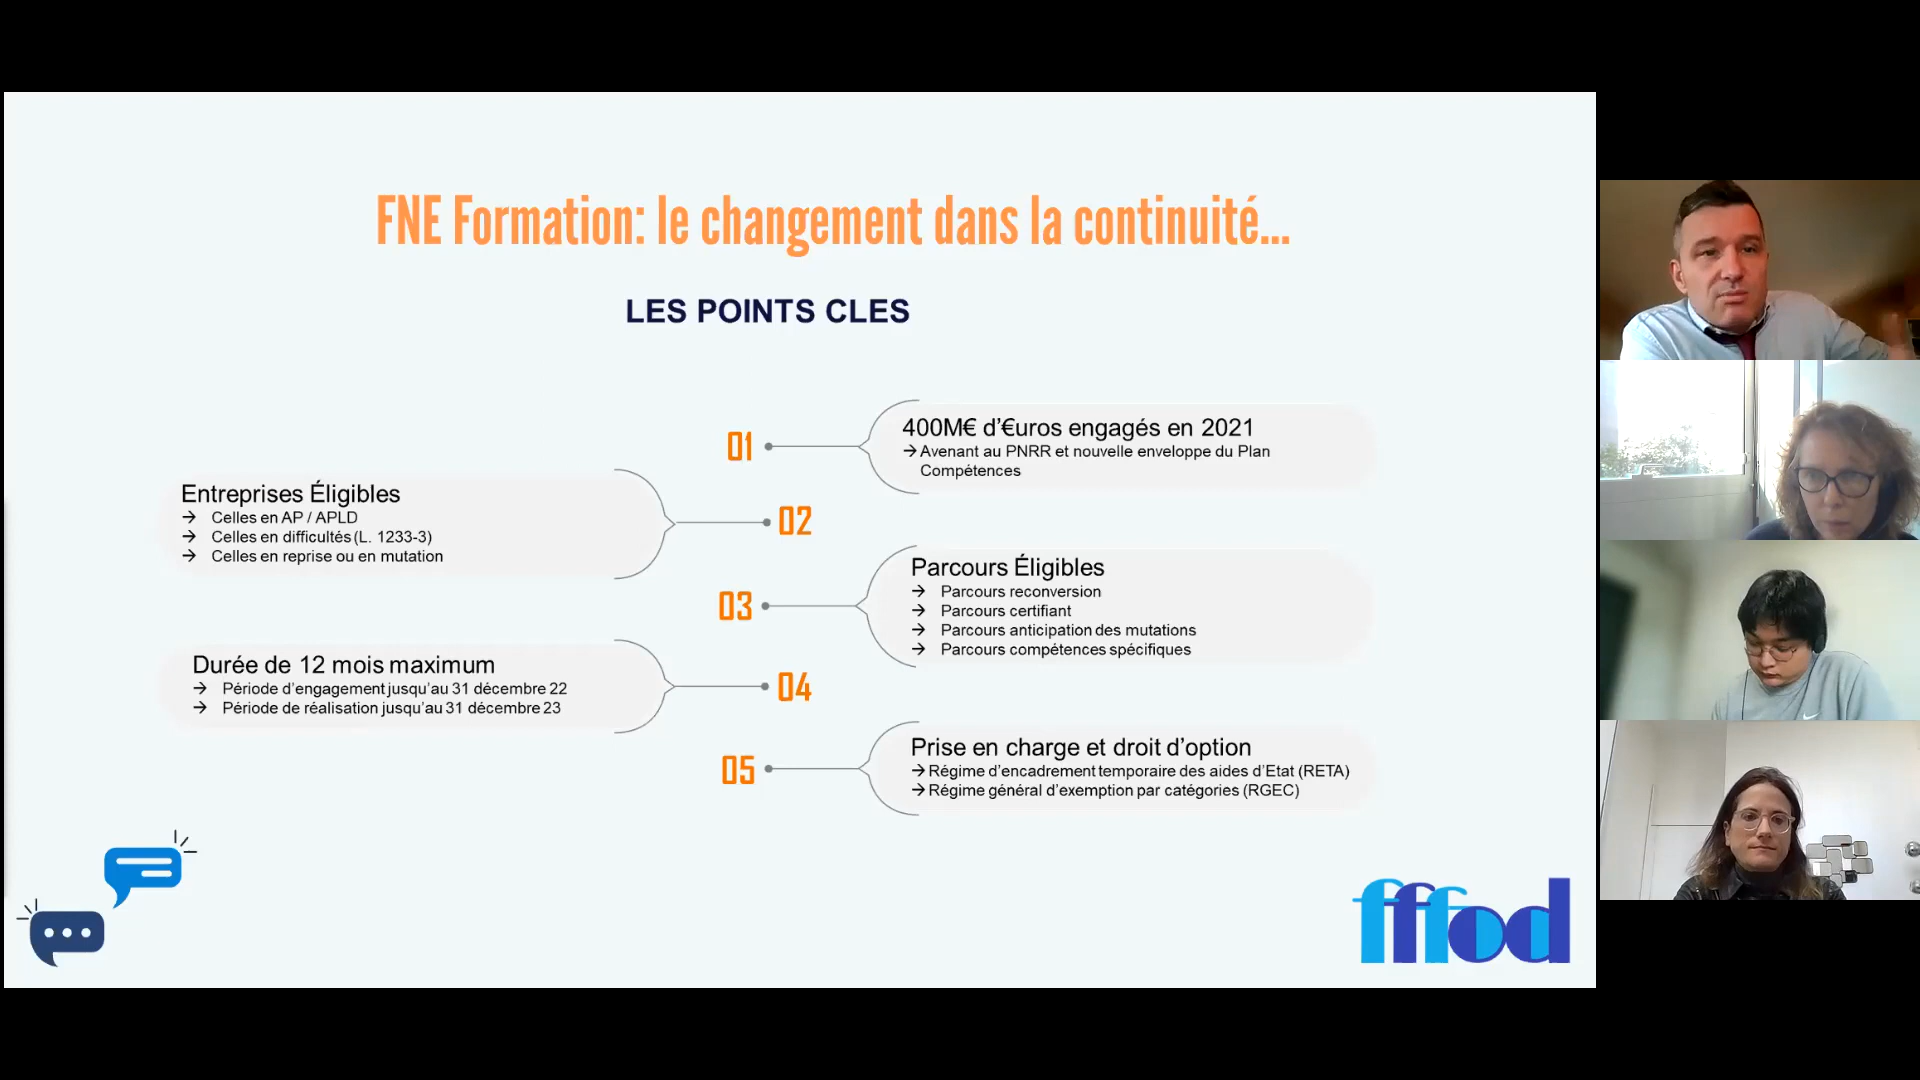 FNE Formation: le changement dans la continuité...
LES POINTS CLES
01
400M€ d'€uros engagés en 2021
→ Avenant au PNRR et nouvelle enveloppe du Plan
Compétences
Entreprises Éligibles
→ Celles en AP / APLD
→ Celles en difficultés (L. 1233-3)
→ Celles en reprise ou en mutation
02
03
Parcours Éligibles
→ Parcours reconversion
→ Parcours certifiant
→ Parcours anticipation des mutations
→ Parcours compétences spécifiques
Durée de 12 mois maximum
→ Période d'engagement jusqu'au 31 décembre 22
→ Période de réalisation jusqu'au 31 décembre 23
04
05
Prise en charge et droit d'option
→ Régime d'encadrement temporaire des aides d'Etat (RETA)
→ Régime général d'exemption par catégories (RGEC)
fffod